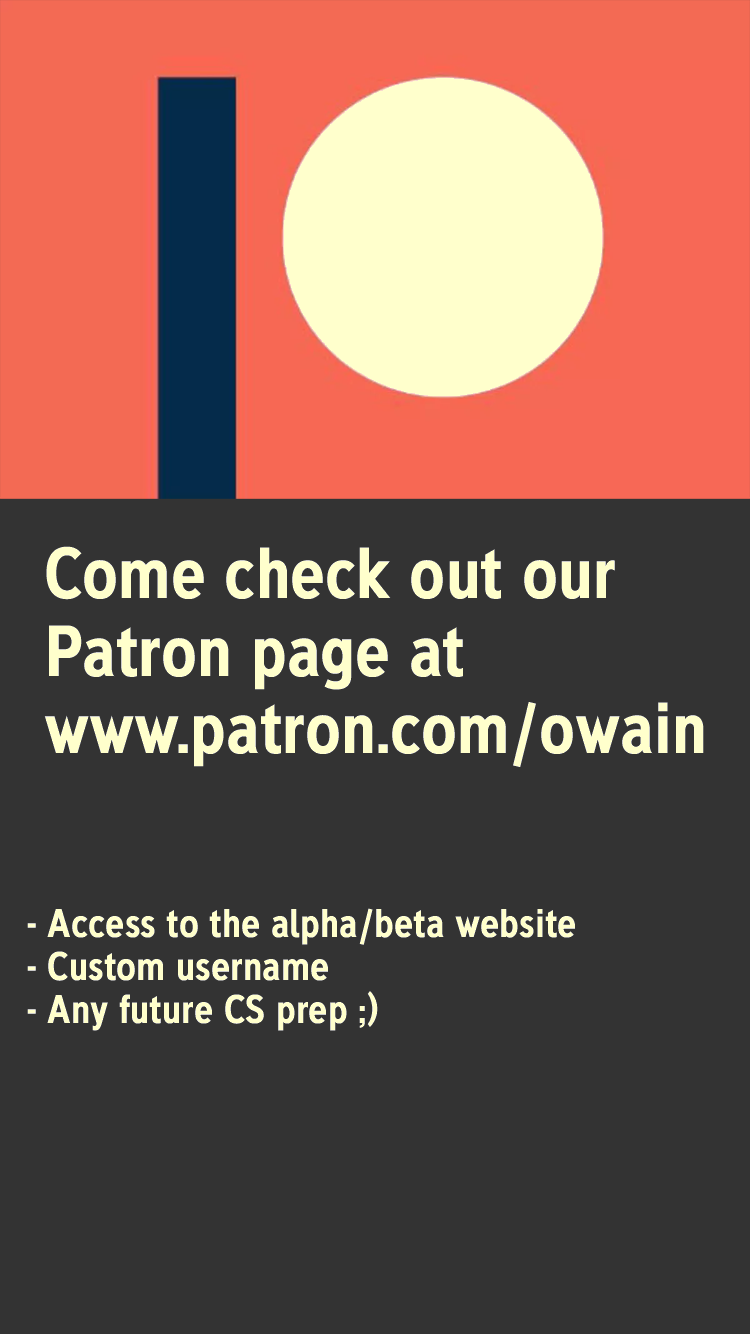 Come check out our
Patron page at
www.patron.com/owain
- Access to the alpha/beta website
- Custom username
- Any future CS prep ;)